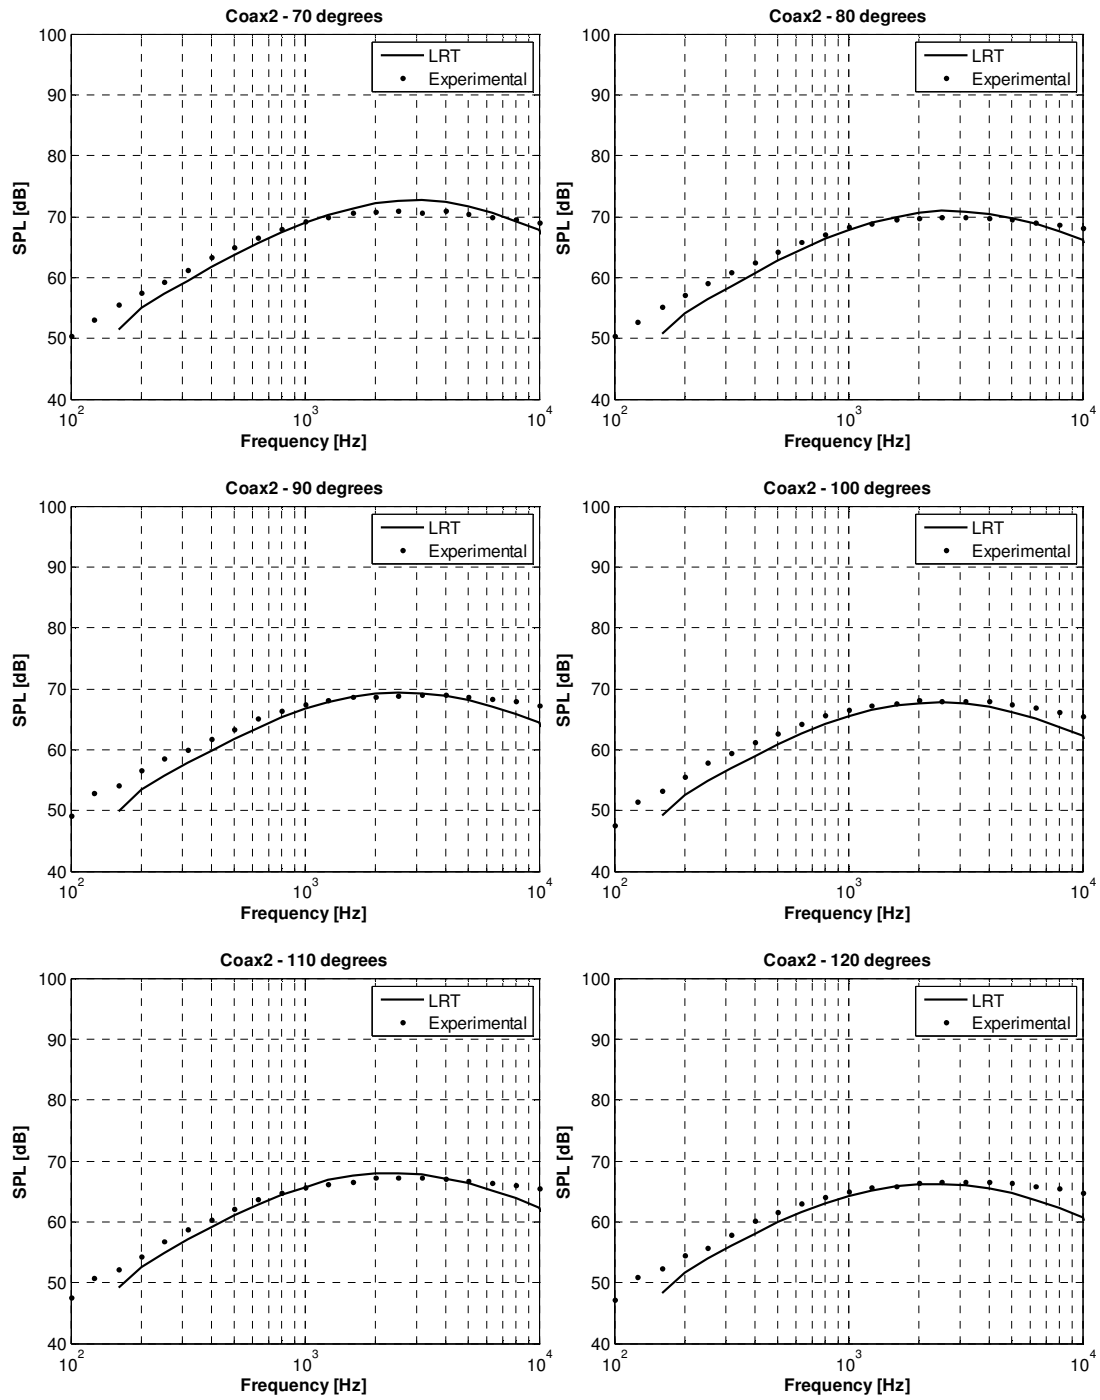 Coax2 - 70 degrees
100
90
80
70
60
50
40
SPL [dB]
LRT
Experimental
10^2
10^3
10^4
Frequency [Hz]
Coax2 - 80 degrees
100
90
80
70
60
50
40
SPL [dB]
LRT
Experimental
10^2
10^3
10^4
Frequency [Hz]
Coax2 - 90 degrees
100
90
80
70
60
50
40
SPL [dB]
LRT
Experimental
10^2
10^3
10^4
Frequency [Hz]
Coax2 - 100 degrees
100
90
80
70
60
50
40
SPL [dB]
LRT
Experimental
10^2
10^3
10^4
Frequency [Hz]
Coax2 - 110 degrees
100
90
80
70
60
50
40
SPL [dB]
LRT
Experimental
10^2
10^3
10^4
Frequency [Hz]
Coax2 - 120 degrees
100
90
80
70
60
50
40
SPL [dB]
LRT
Experimental
10^2
10^3
10^4
Frequency [Hz]